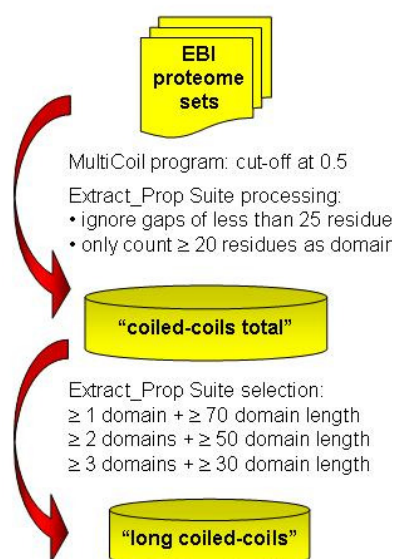 EBI
proteome
sets
MultiCoil program: cut-off at 0.5
Extract_Prop Suite processing:
• ignore gaps of less than 25 residue
• only count ≥ 20 residues as domain
“coiled-coils total”
Extract_Prop Suite selection:
≥ 1 domain + ≥ 70 domain length
≥ 2 domains + ≥ 50 domain length
≥ 3 domains + ≥ 30 domain length
“long coiled-coils”